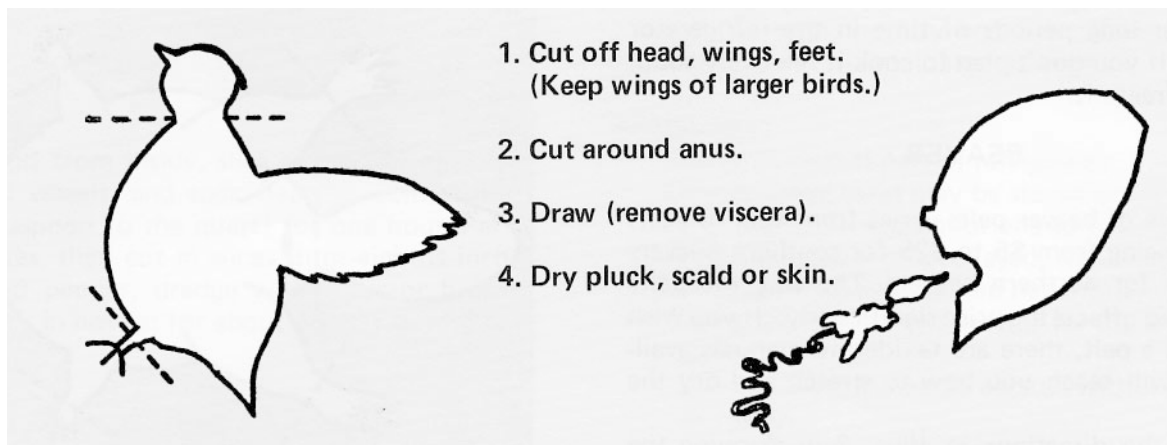 1. Cut off head, wings, feet.
(Keep wings of larger birds.)
2. Cut around anus.
3. Draw (remove viscera).
4. Dry pluck, scald or skin.